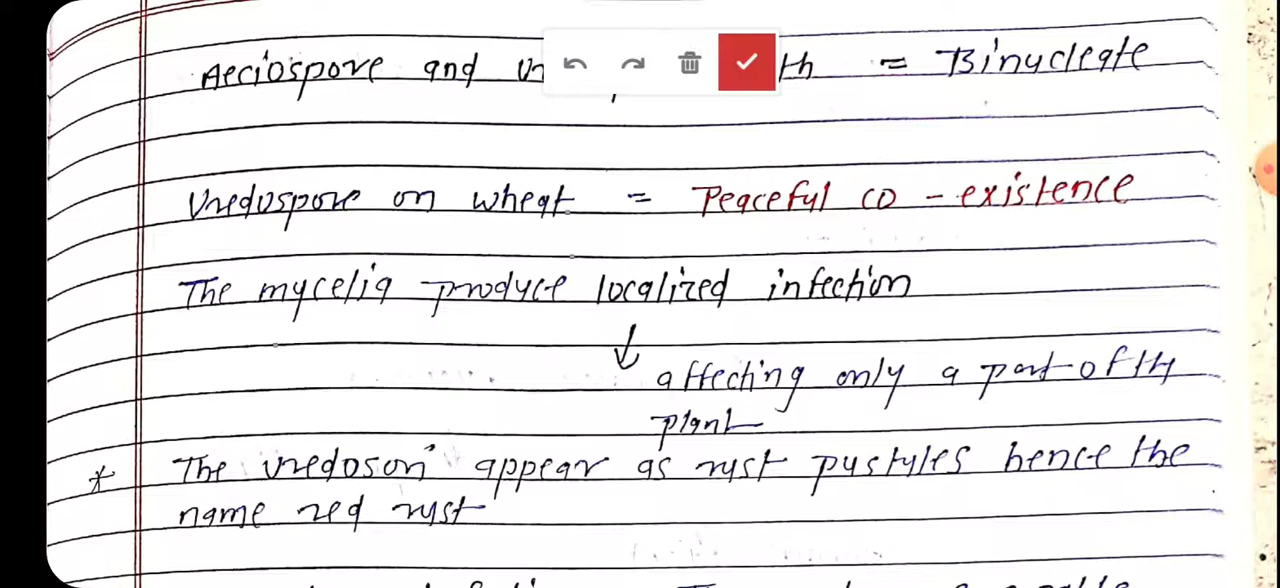 Aeciospore and = Binucleate
Uredospore on wheat = Peaceful co - existence
The mycelia produce localized infection
affecting only a part of th
plant
* The uredosori appear as rust pustules hence the
name red rust